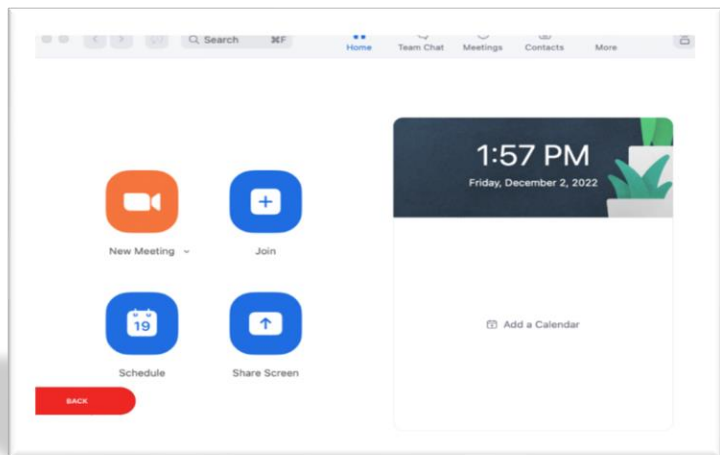 Search ⌘F
Home Team Chat Meetings Contacts More
1:57 PM
Friday, December 2, 2022
New Meeting Join
Add a Calendar
19
Schedule Share Screen
BACK